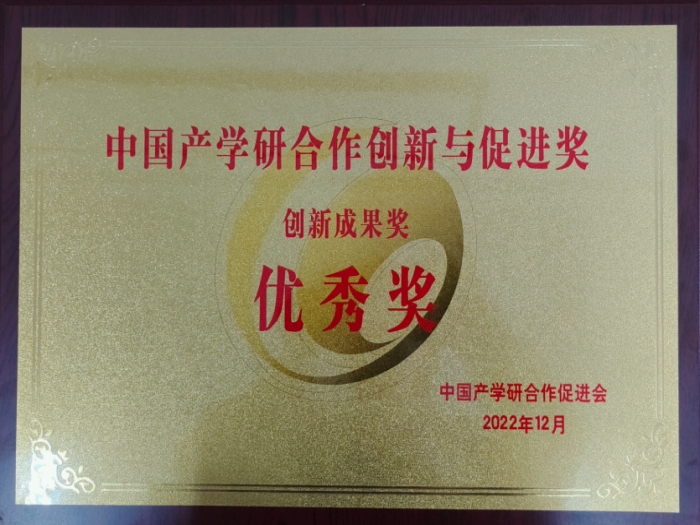 中国产学研合作创新与促进奖
创新成果奖
优秀奖
中国产学研合作促进会
2022年12月